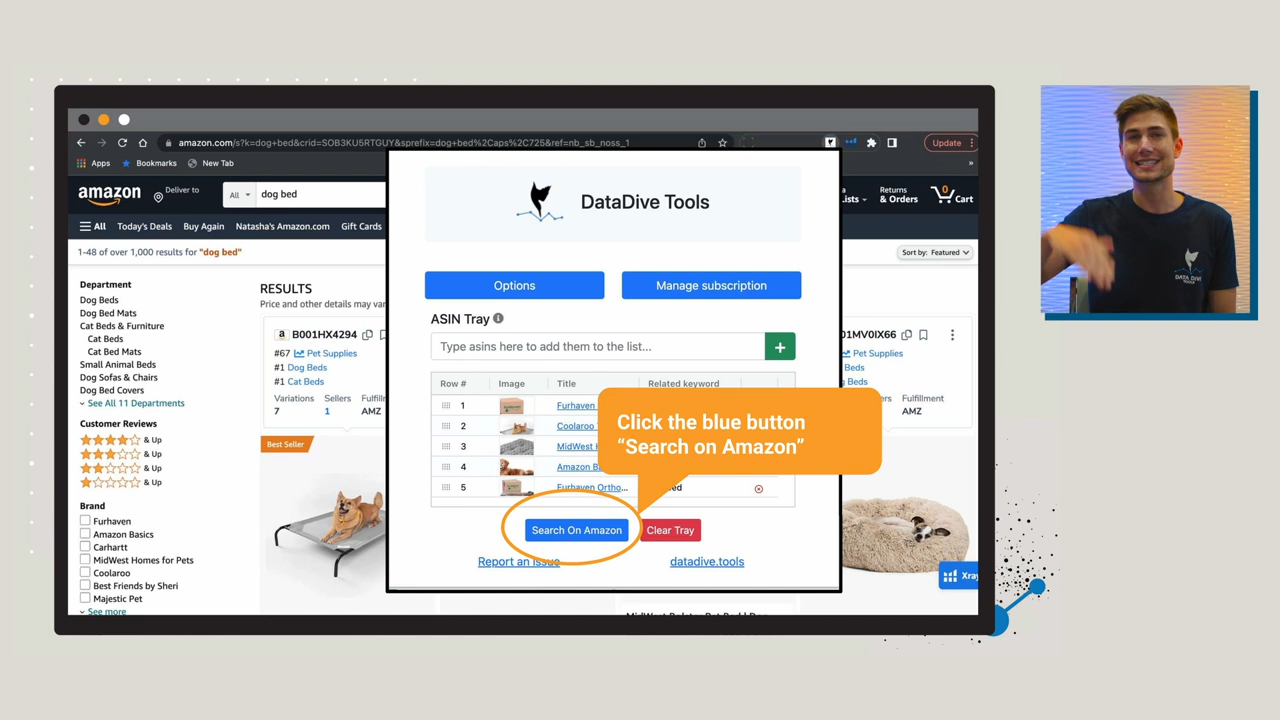 amazon.com/s?k=dog+bed&crid=SOB3KU5RTGUY&sprefix=dog+bed%2Caps%2C725&ref=nb_sb_noss_1
Update
Apps
Bookmarks
New Tab
»
amazon
Deliver to
All
dog bed
Lists
Returns
& Orders
0
Cart
All
Today's Deals
Buy Again
Natasha's Amazon.com
Gift Cards
1-48 of over 1,000 results for "dog bed"
Sort by: Featured
Department
Dog Beds
Dog Bed Mats
Cat Beds & Furniture
Cat Beds
Cat Bed Mats
Small Animal Beds
Dog Sofas & Chairs
Dog Bed Covers
See All 11 Departments
Customer Reviews
& Up
& Up
& Up
& Up
Brand
Furhaven
Amazon Basics
Carhartt
MidWest Homes for Pets
Coolaroo
Best Friends by Sheri
Majestic Pet
See more
RESULTS
Price and other details may var
a B001HX4294
#67 Pet Supplies
#1 Dog Beds
#1 Cat Beds
Variations
Sellers
Fulfillm
7
1
AMZ
Best Seller
DataDive Tools
Options
Manage subscription
ASIN Tray
Type asins here to add them to the list...
+
Row #
Image
Title
Related keyword
1
Furhaven
2
Coolaroo
3
MidWest H
4
Amazon Ba
5
Furhaven Ortho...
Click the blue button
“Search on Amazon”
Search On Amazon
Clear Tray
Report an issue
datadive.tools
01MV0IX66
Pet Supplies
Beds
Beds
Fulfillment
AMZ
Xray
DATA DIVE
TOOLS